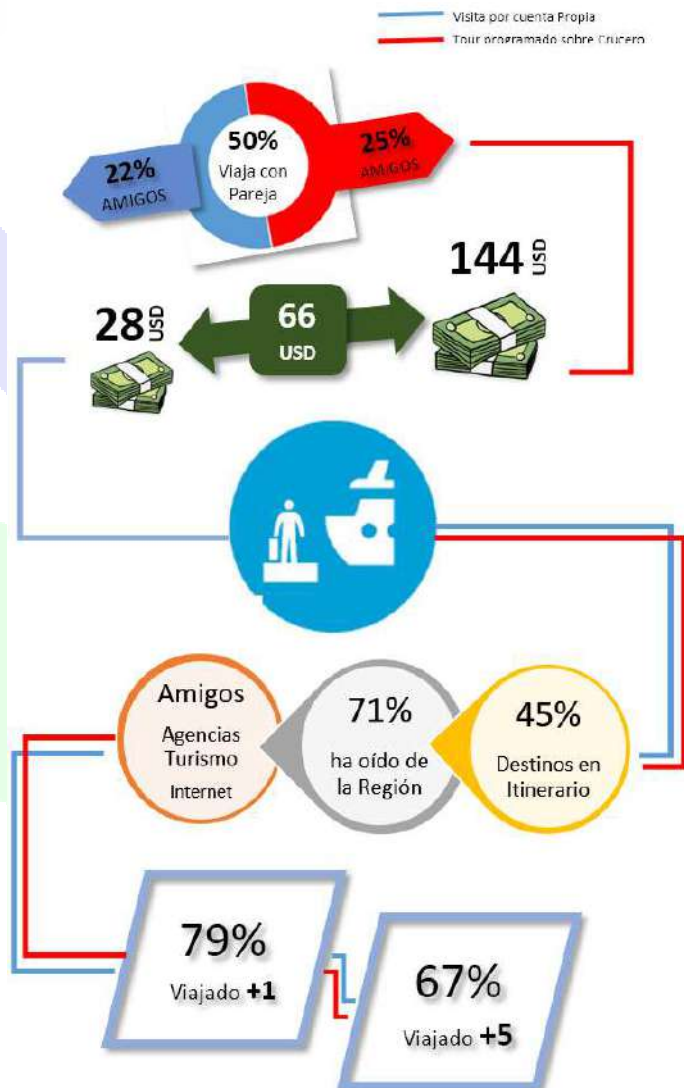 Visita por cuenta Propia
Tour programado sobre Crucero
50%
Viaja con
Pareja
22%
AMIGOS
25%
AMIGOS
144 USD
28 USD
66
USD
Amigos
Agencias
Turismo
Internet
71%
ha oído de
la Región
45%
Destinos en
Itinerario
79%
Viajado +1
67%
Viajado +5